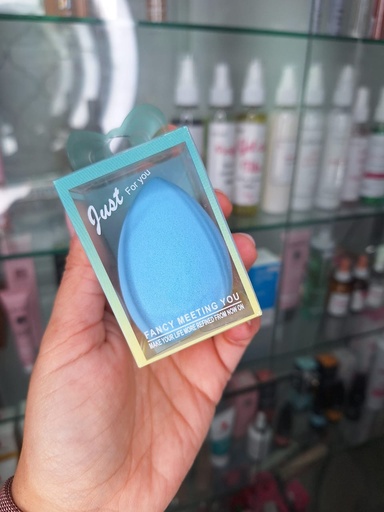 Just For you
FANCY MEETING YOU
MAKE YOUR LIFE MORE REFINED FROM NOW ON